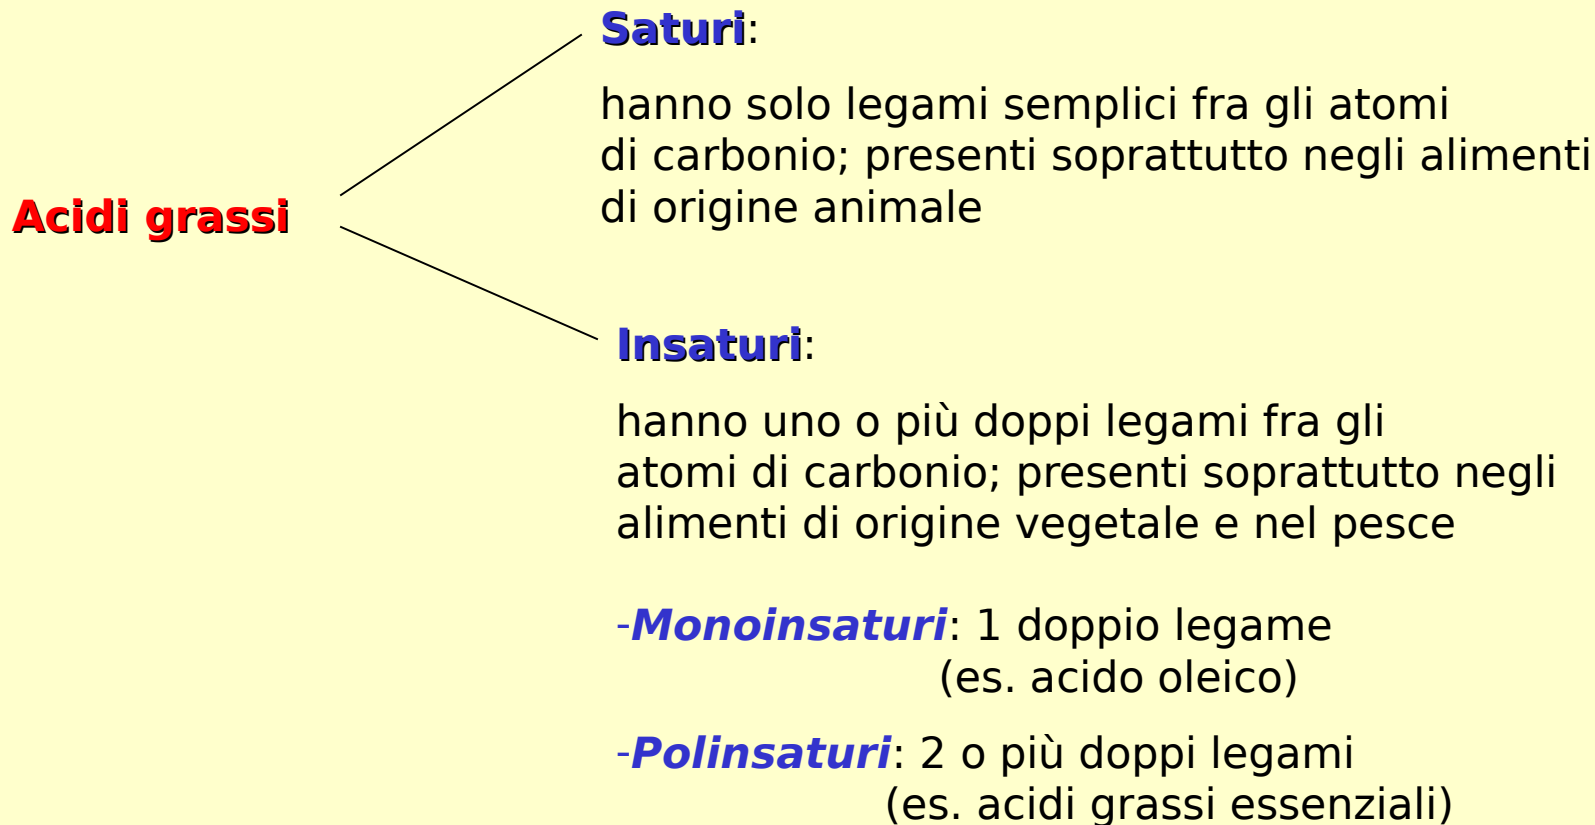 Acidi grassi
Saturi:
hanno solo legami semplici fra gli atomi
di carbonio; presenti soprattutto negli alimenti
di origine animale
Insaturi:
hanno uno o più doppi legami fra gli
atomi di carbonio; presenti soprattutto negli
alimenti di origine vegetale e nel pesce
-Monoinsaturi: 1 doppio legame
(es. acido oleico)
-Polinsaturi: 2 o più doppi legami
(es. acidi grassi essenziali)